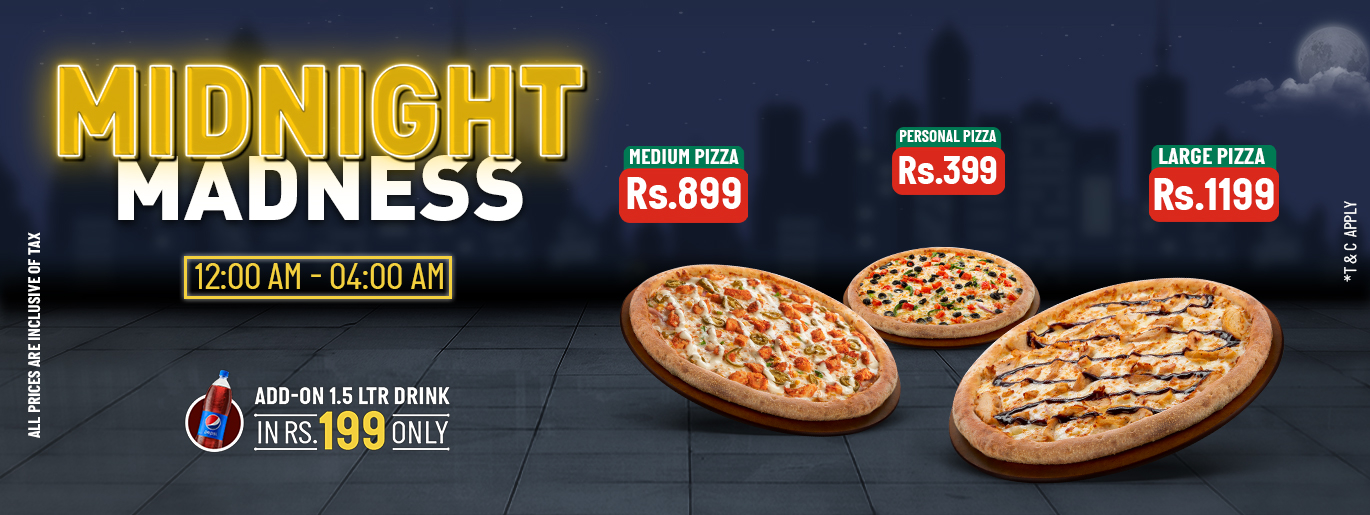 MIDNIGHT
MADNESS
12:00 AM - 04:00 AM
ADD-ON 1.5 LTR DRINK
IN RS. 199 ONLY
pepsi
MEDIUM PIZZA
Rs.899
PERSONAL PIZZA
Rs.399
LARGE PIZZA
Rs.1199
ALL PRICES ARE INCLUSIVE OF TAX
*T & C APPLY